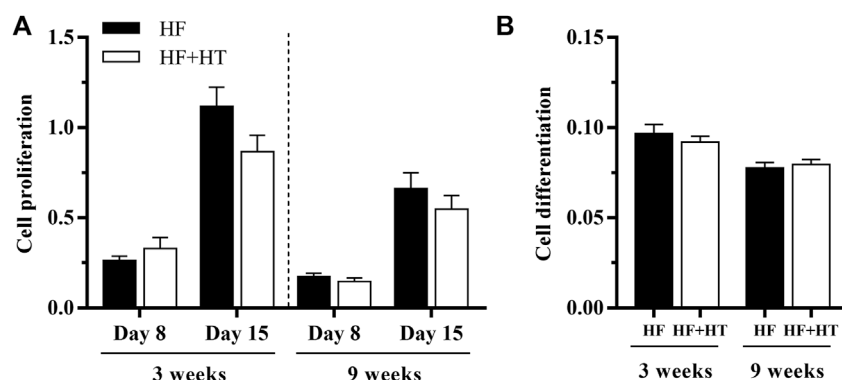 A
HF
HF+HT
Cell proliferation
1.5
1.0
0.5
0.0
Day 8 Day 15 Day 8 Day 15
3 weeks 9 weeks
B
Cell differentiation
0.15
0.10
0.05
0.00
HF HF+HT HF HF+HT
3 weeks 9 weeks